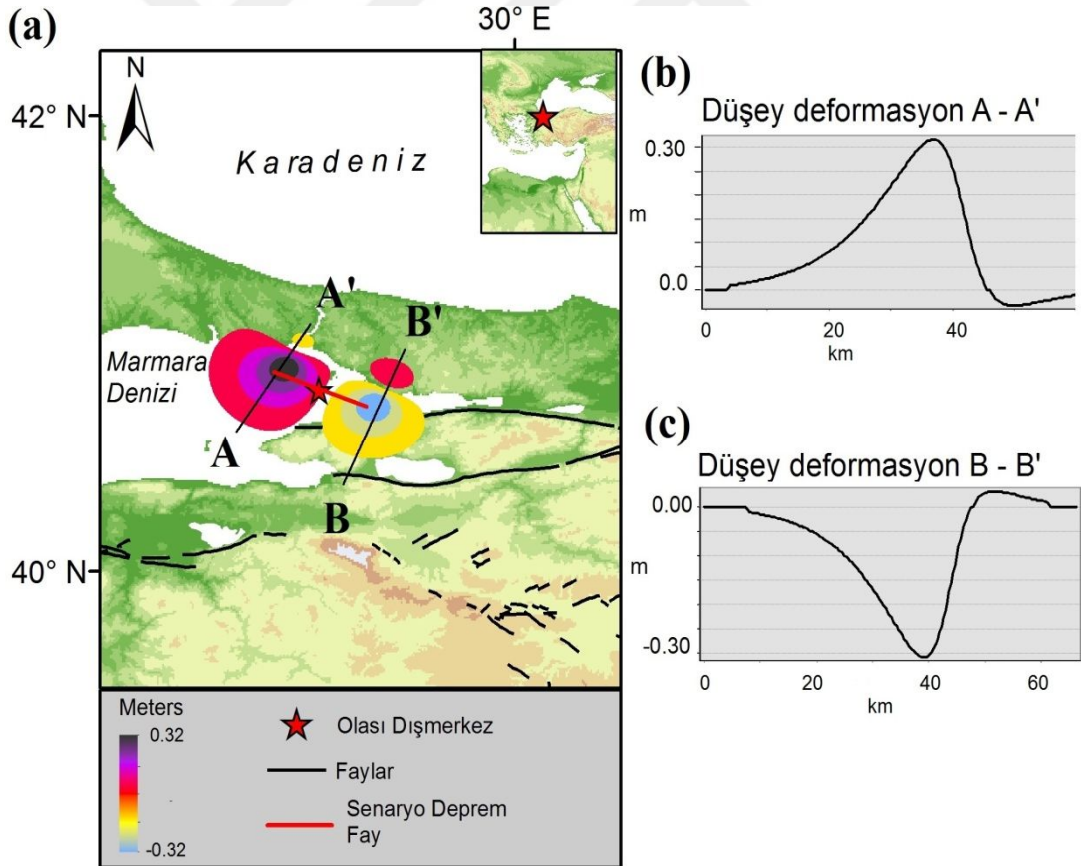 (a)
30° E
42° N
N
Karadeniz
A'
B'
Marmara
Denizi
A
B
40° N
Meters
0.32
-
-0.32
Olası Dışmerkez
Faylar
Senaryo Deprem
Fay
(b)
Düşey deformasyon A - A'
0.30
m
0.0
0 20 40
km
(c)
Düşey deformasyon B - B'
0.00
m
-0.30
0 20 40 60
km